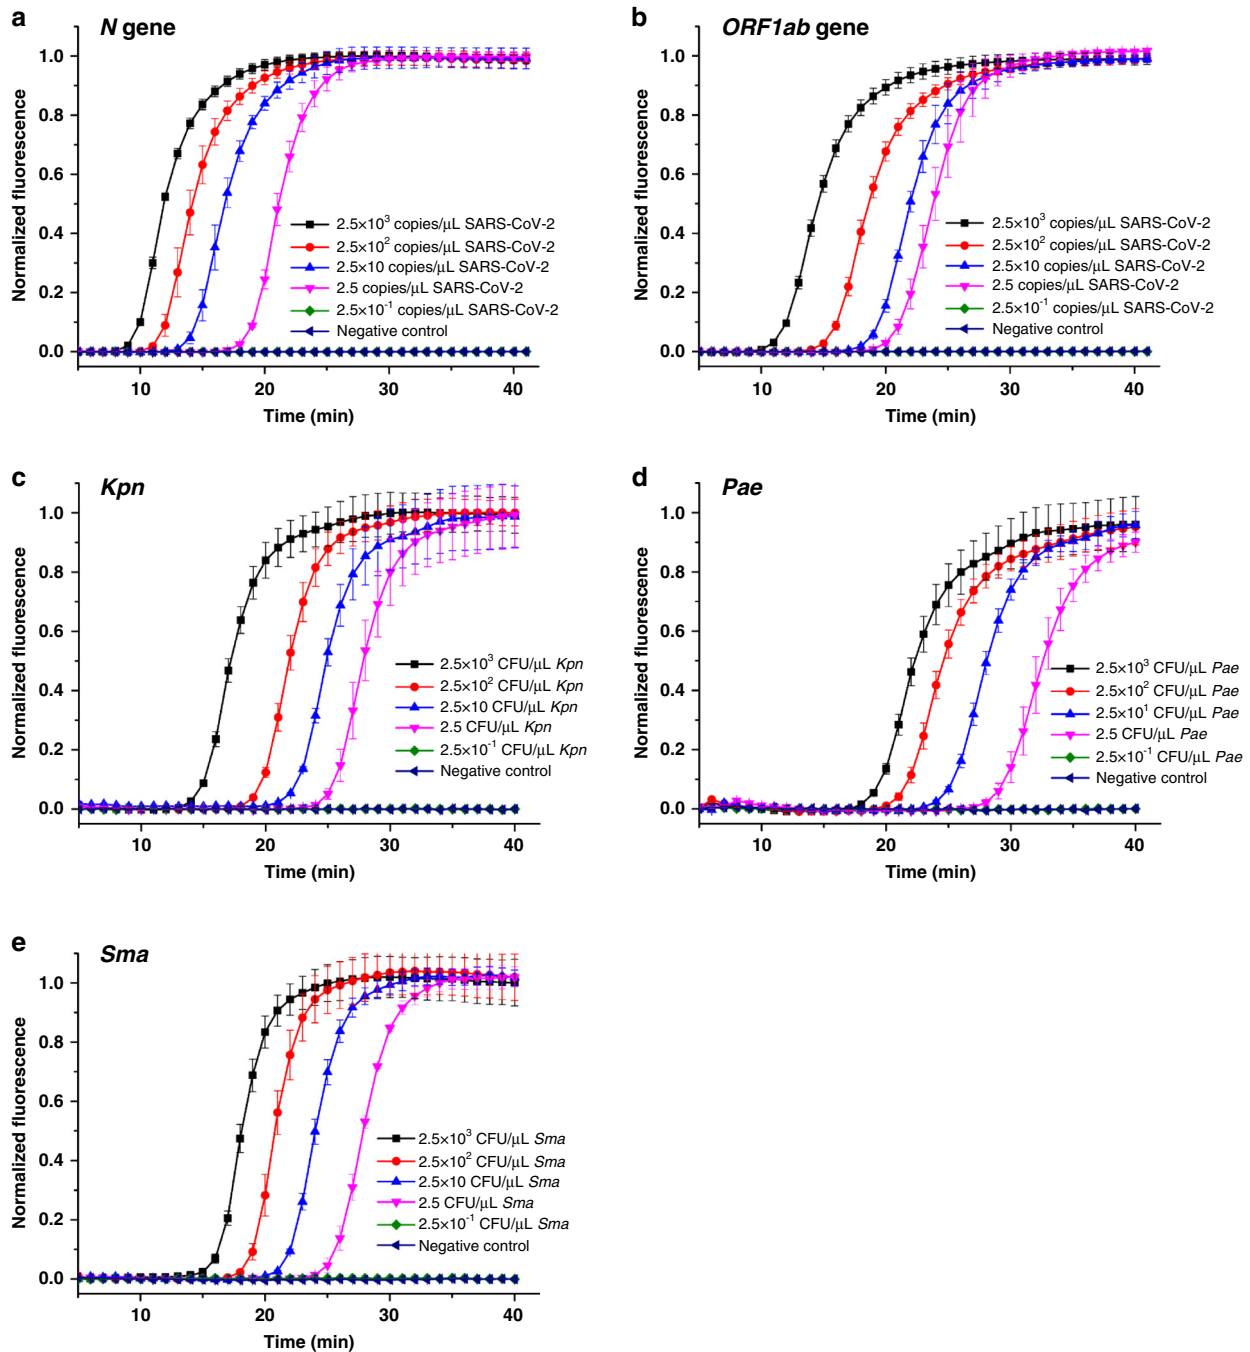 a
N gene
1.0
0.8
0.6
0.4
0.2
0.0
Normalized fluorescence
2.5×10³ copies/μL SARS-CoV-2
2.5×10² copies/μL SARS-CoV-2
2.5×10 copies/μL SARS-CoV-2
2.5 copies/μL SARS-CoV-2
2.5×10⁻¹ copies/μL SARS-CoV-2
Negative control
10 20 30 40
Time (min)
b
ORF1ab gene
1.0
0.8
0.6
0.4
0.2
0.0
Normalized fluorescence
2.5×10³ copies/μL SARS-CoV-2
2.5×10² copies/μL SARS-CoV-2
2.5×10 copies/μL SARS-CoV-2
2.5 copies/μL SARS-CoV-2
2.5×10⁻¹ copies/μL SARS-CoV-2
Negative control
10 20 30 40
Time (min)
c
Kpn
1.0
0.8
0.6
0.4
0.2
0.0
Normalized fluorescence
2.5×10³ CFU/μL Kpn
2.5×10² CFU/μL Kpn
2.5×10 CFU/μL Kpn
2.5 CFU/μL Kpn
2.5×10⁻¹ CFU/μL Kpn
Negative control
10 20 30 40
Time (min)
d
Pae
1.0
0.8
0.6
0.4
0.2
0.0
Normalized fluorescence
2.5×10³ CFU/μL Pae
2.5×10² CFU/μL Pae
2.5×10¹ CFU/μL Pae
2.5 CFU/μL Pae
2.5×10⁻¹ CFU/μL Pae
Negative control
10 20 30 40
Time (min)
e
Sma
1.0
0.8
0.6
0.4
0.2
0.0
Normalized fluorescence
2.5×10³ CFU/μL Sma
2.5×10² CFU/μL Sma
2.5×10 CFU/μL Sma
2.5 CFU/μL Sma
2.5×10⁻¹ CFU/μL Sma
Negative control
10 20 30 40
Time (min)